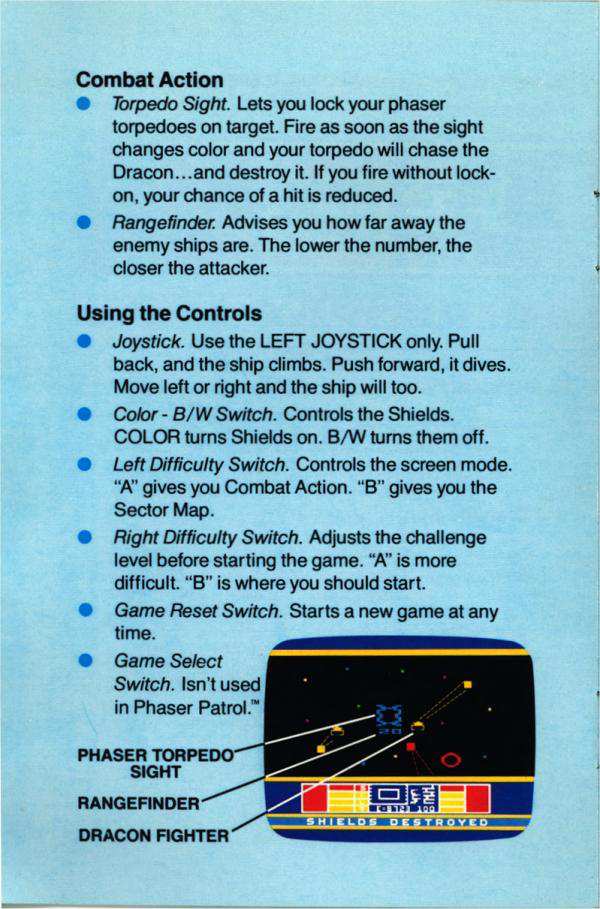 Combat Action
Torpedo Sight. Lets you lock your phaser
torpedoes on target. Fire as soon as the sight
changes color and your torpedo will chase the
Dracon...and destroy it. If you fire without lock-
on, your chance of a hit is reduced.
Rangefinder. Advises you how far away the
enemy ships are. The lower the number, the
closer the attacker.
Using the Controls
Joystick. Use the LEFT JOYSTICK only. Pull
back, and the ship climbs. Push forward, it dives.
Move left or right and the ship will too.
Color - B/W Switch. Controls the Shields.
COLOR turns Shields on. B/W turns them off.
Left Difficulty Switch. Controls the screen mode.
“A” gives you Combat Action. “B” gives you the
Sector Map.
Right Difficulty Switch. Adjusts the challenge
level before starting the game. “A” is more
difficult. “B” is where you should start.
Game Reset Switch. Starts a new game at any
time.
Game Select
Switch. Isn't used
in Phaser Patrol.™
PHASER TORPEDO
SIGHT
RANGEFINDER
DRACON FIGHTER
20
E-8723 100
SHIELDS DESTROYED